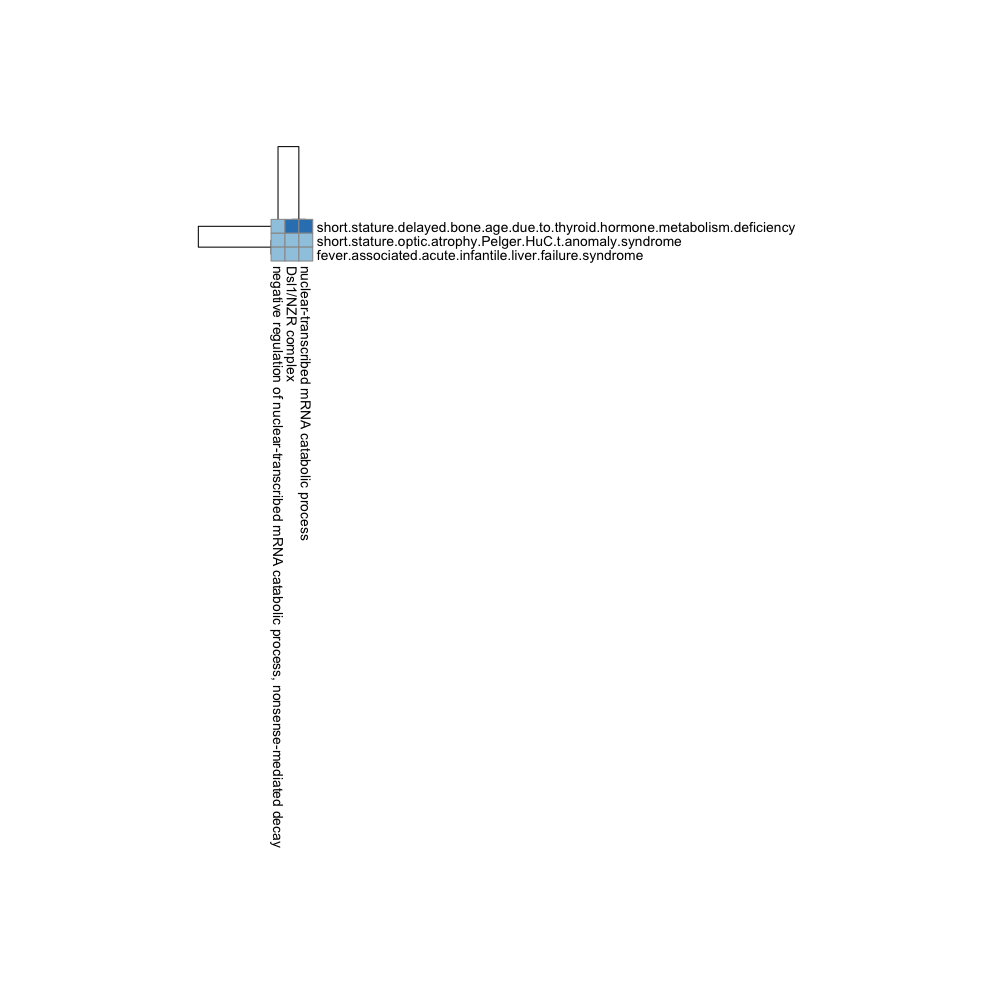 short.stature.delayed.bone.age.due.to.thyroid.hormone.metabolism.deficiency
short.stature.optic.atrophy.Pelger.HuC.t.anomaly.syndrome
fever.associated.acute.infantile.liver.failure.syndrome
negative regulation of nuclear-transcribed mRNA catabolic process, nonsense-mediated decay
Dsl1/NZR complex
nuclear-transcribed mRNA catabolic process